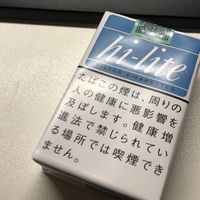 hi-lite
FILTER CIGARETTES
たばこの煙は、周りの
人の健康に悪影響を
及ぼします。健康増
進法で禁じられてい
る場所では喫煙でき
ません。